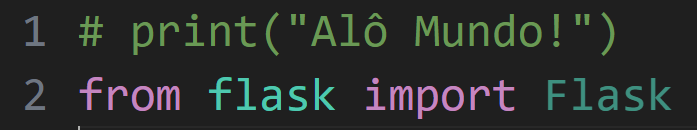 1 # print("Alô Mundo!")
2 from flask import Flask